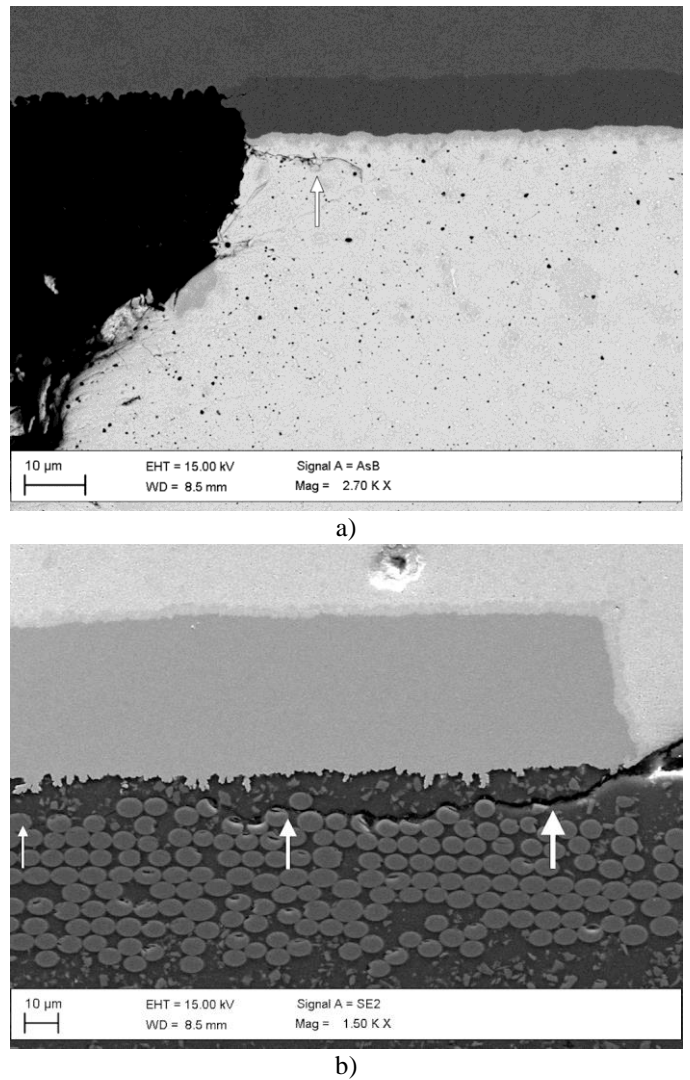 10 µm EHT = 15.00 kV Signal A = AsB
WD = 8.5 mm Mag = 2.70 K X
a)
10 µm EHT = 15.00 kV Signal A = SE2
WD = 8.5 mm Mag = 1.50 K X
b)